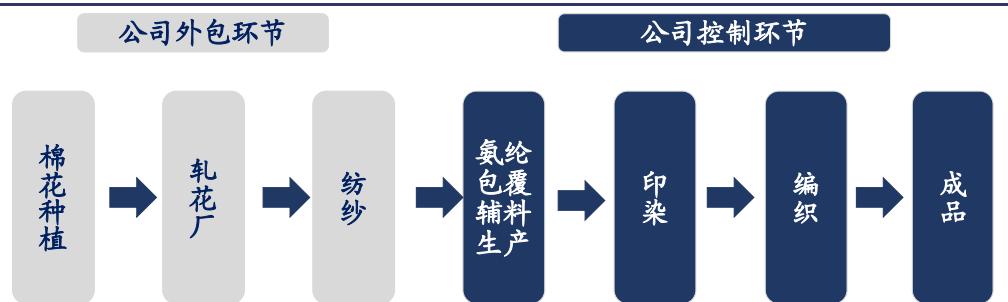 公司外包环节
公司控制环节
棉花种植
轧花厂
纺纱
氨纶
包覆
辅料
生产
印染
编织
成品